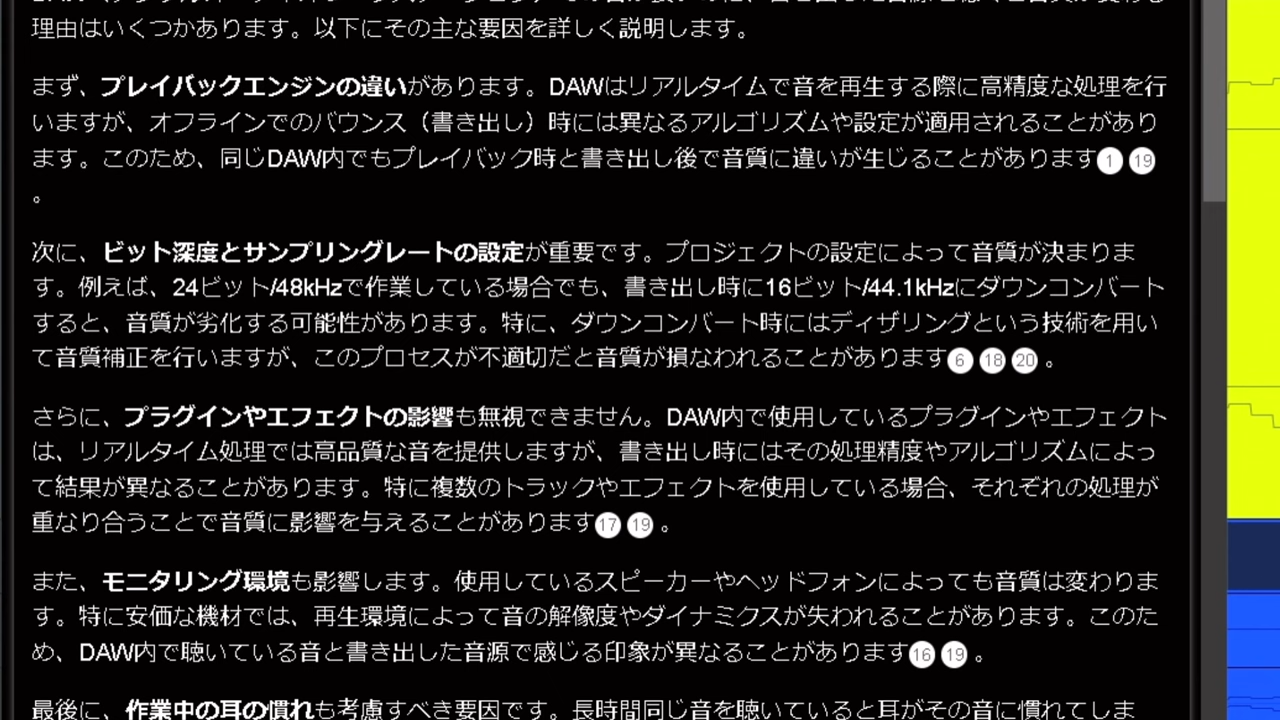 理由はいくつかあります。以下にその主な要因を詳しく説明します。
まず、プレイバックエンジンの違いがあります。DAWはリアルタイムで音を再生する際に高精度な処理を行
いますが、オフラインでのバウンス（書き出し）時には異なるアルゴリズムや設定が適用されることがあり
ます。このため、同じDAW内でもプレイバック時と書き出し後で音質に違いが生じることがあります 1 19
。
次に、ビット深度とサンプリングレートの設定が重要です。プロジェクトの設定によって音質が決まりま
す。例えば、24ビット/48kHzで作業している場合でも、書き出し時に16ビット/44.1kHzにダウンコンバート
すると、音質が劣化する可能性があります。特に、ダウンコンバート時にはディザリングという技術を用い
て音質補正を行いますが、このプロセスが不適切だと音質が損なわれることがあります 6 18 20 。
さらに、プラグインやエフェクトの影響も無視できません。DAW内で使用しているプラグインやエフェクト
は、リアルタイム処理では高品質な音を提供しますが、書き出し時にはその処理精度やアルゴリズムによっ
て結果が異なることがあります。特に複数のトラックやエフェクトを使用している場合、それぞれの処理が
重なり合うことで音質に影響を与えることがあります 17 19 。
また、モニタリング環境も影響します。使用しているスピーカーやヘッドフォンによっても音質は変わりま
す。特に安価な機材では、再生環境によって音の解像度やダイナミクスが失われることがあります。このた
め、DAW内で聴いている音と書き出した音源で感じる印象が異なることがあります 16 19 。
最後に、作業中の耳の慣れも考慮すべき要因です。長時間同じ音を聴いていると耳がその音に慣れてしま